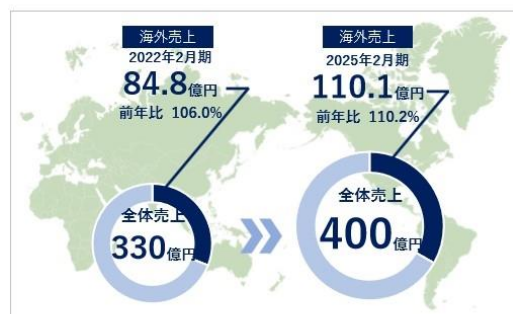 海外売上
2022年2月期
84.8億円
前年比 106.0%
全体売上
330億円
海外売上
2025年2月期
110.1億円
前年比 110.2%
全体売上
400億円